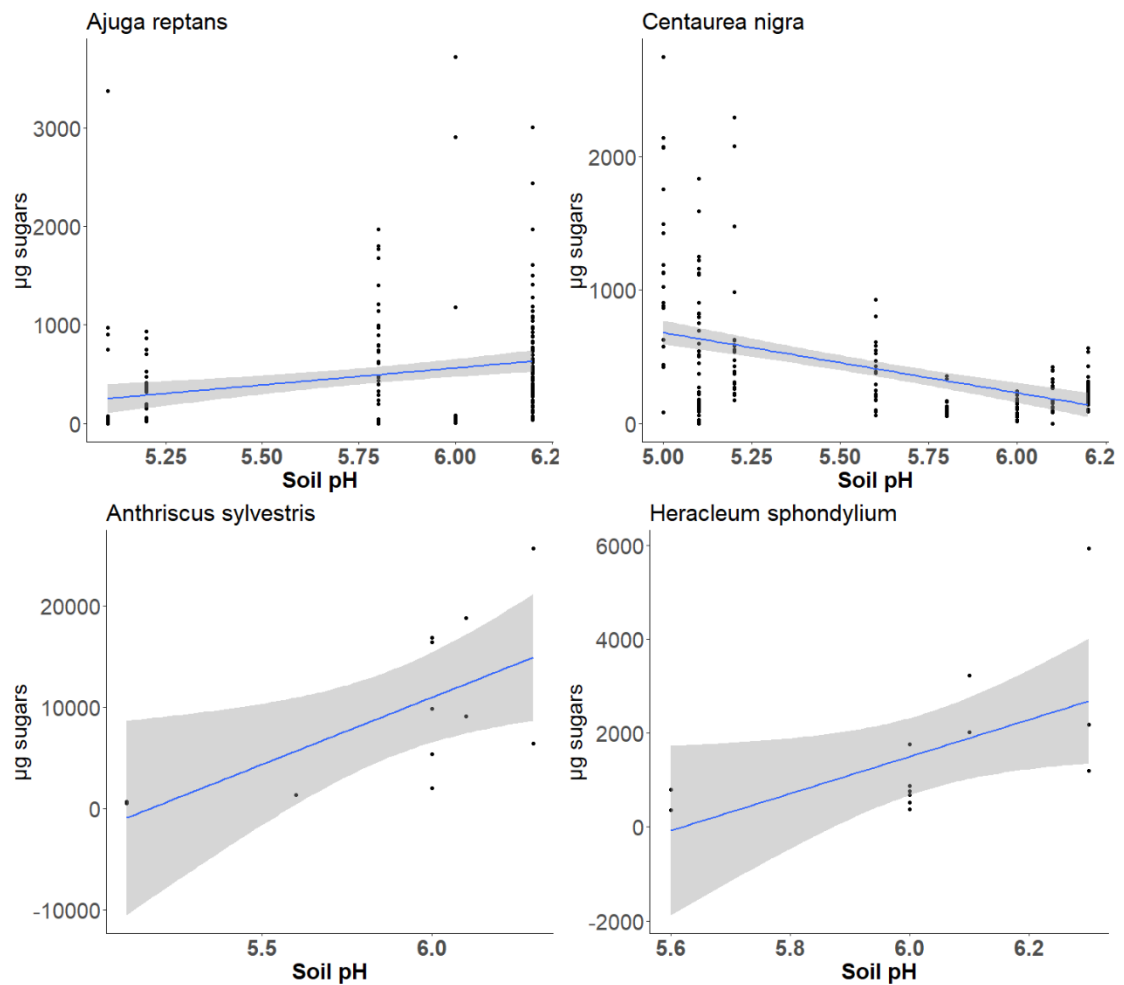 Ajuga reptans
3000
2000
1000
0
µg sugars
5.25 5.50 5.75 6.00 6.2
Soil pH
Centaurea nigra
2000
1000
0
µg sugars
5.00 5.25 5.50 5.75 6.00 6.2
Soil pH
Anthriscus sylvestris
20000
10000
0
-10000
µg sugars
5.5 6.0
Soil pH
Heracleum sphondylium
6000
4000
2000
0
-2000
µg sugars
5.6 5.8 6.0 6.2
Soil pH